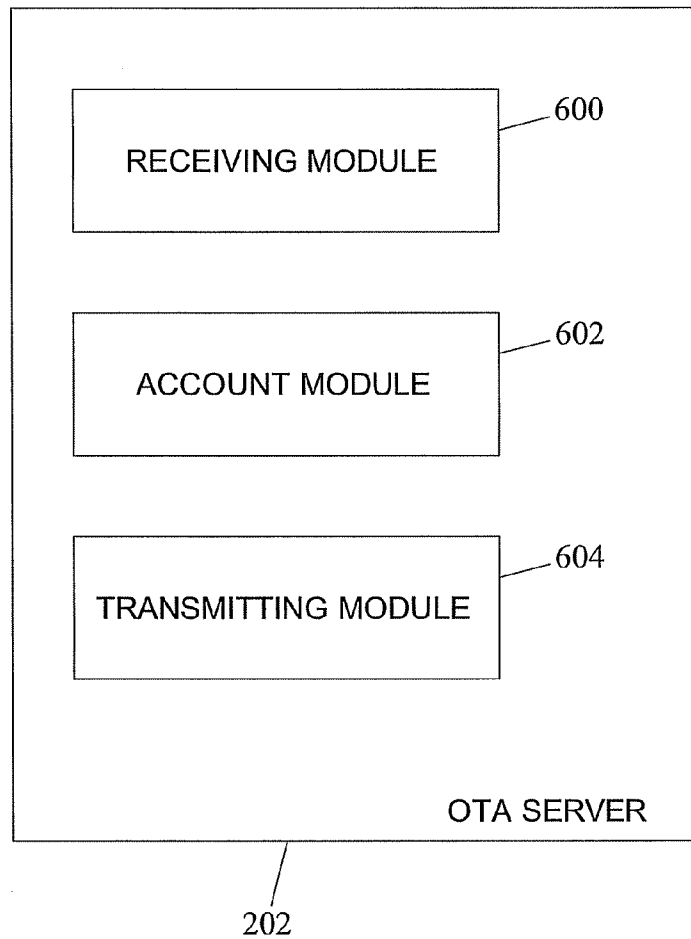 600
RECEIVING MODULE
602
ACCOUNT MODULE
604
TRANSMITTING MODULE
OTA SERVER
202